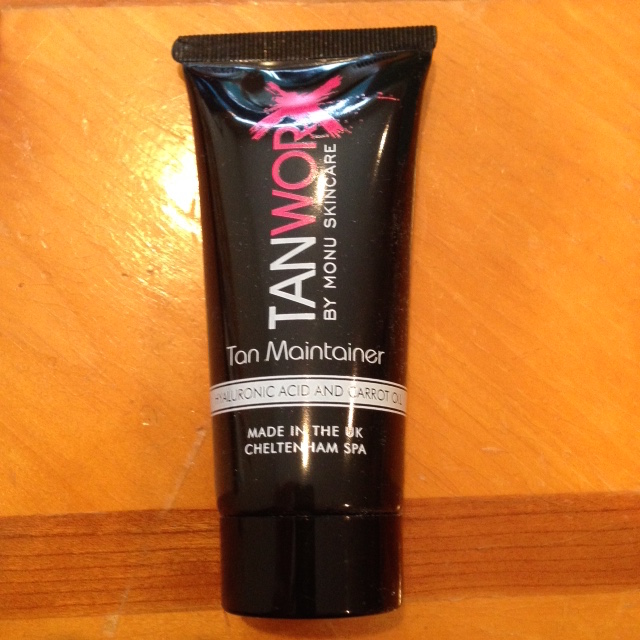 TANWORX
BY MONU SKINCARE
Tan Maintainer
HYALURONIC ACID AND CARROT OIL
MADE IN THE UK
CHELTENHAM SPA